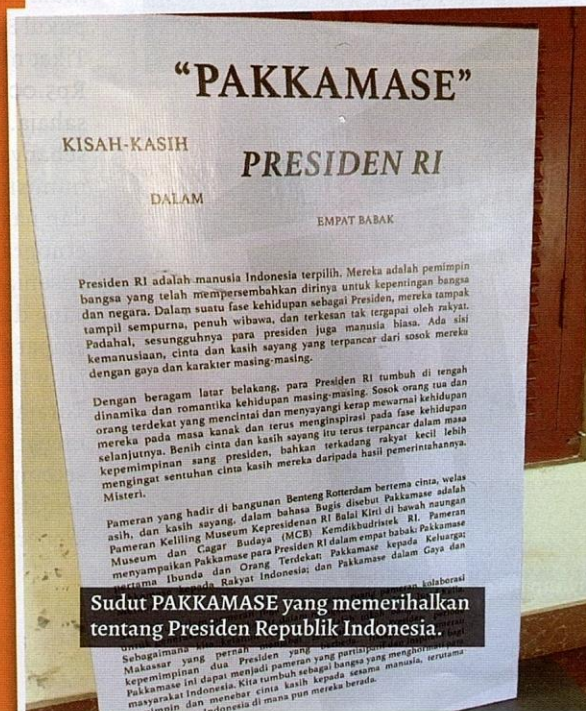 "PAKKAMASE"
KISAH-KASIH
PRESIDEN RI
DALAM
EMPAT BABAK
Presiden RI adalah manusia Indonesia terpilih. Mereka adalah pemimpin
bangsa yang telah mempersembahkan dirinya untuk kepentingan bangsa
dan negara. Dalam suatu fase kehidupan sebagai Presiden, mereka tampak
tampil sempurna, penuh wibawa, dan terkesan tak tergapai oleh rakyat.
Padahal, sesungguhnya para presiden juga manusia biasa. Ada sisi
kemanusiaan, cinta dan kasih sayang yang terpancar dari sosok mereka
dengan gaya dan karakter masing-masing.
Dengan beragam latar belakang, para Presiden RI tumbuh di tengah
dinamika dan romantika kehidupan masing-masing. Sosok orang tua dan
orang terdekat yang mencintai dan menyayangi kerap mewarnai kehidupan
mereka pada masa kanak dan terus menginspirasi pada fase kehidupan
selanjutnya. Benih cinta dan kasih sayang itu terus terpancar dalam masa
kepemimpinan sang presiden, bahkan terkadang rakyat kecil lebih
mengingat sentuhan cinta kasih mereka daripada hasil pemerintahannya.
Misteri.
Pameran yang hadir di bangunan Benteng Rotterdam bertema cinta, welas
asih, dan kasih sayang, dalam bahasa Bugis disebut Pakkamase adalah
Pameran Keliling Museum Kepresidenan RI Balai Kirti di bawah naungan
Museum dan Cagar Budaya (MCB) Kemdikbudristek RI. Pameran
menyampaikan Pakkamase para Presiden RI dalam empat babak: Pakkamase
pertama Ibunda dan Orang Terdekat; Pakkamase kepada Keluarga;
kepada Rakyat Indonesia; dan Pakkamase dalam Gaya dan
pameran kolaborasi
Sudut PAKKAMASE yang memerihalkan
tentang Presiden Republik Indonesia.
Sebagaimana
Makassar yang pernah
kepemimpinan dua Presiden yang
Pakkamase ini dapat menjadi pameran yang partisipatif dan
masyarakat Indonesia. Kita tumbuh sebagai bangsa yang menghormati
dan menebar cinta kasih kepada sesama manusia, terutama
Indonesia di mana pun mereka berada.